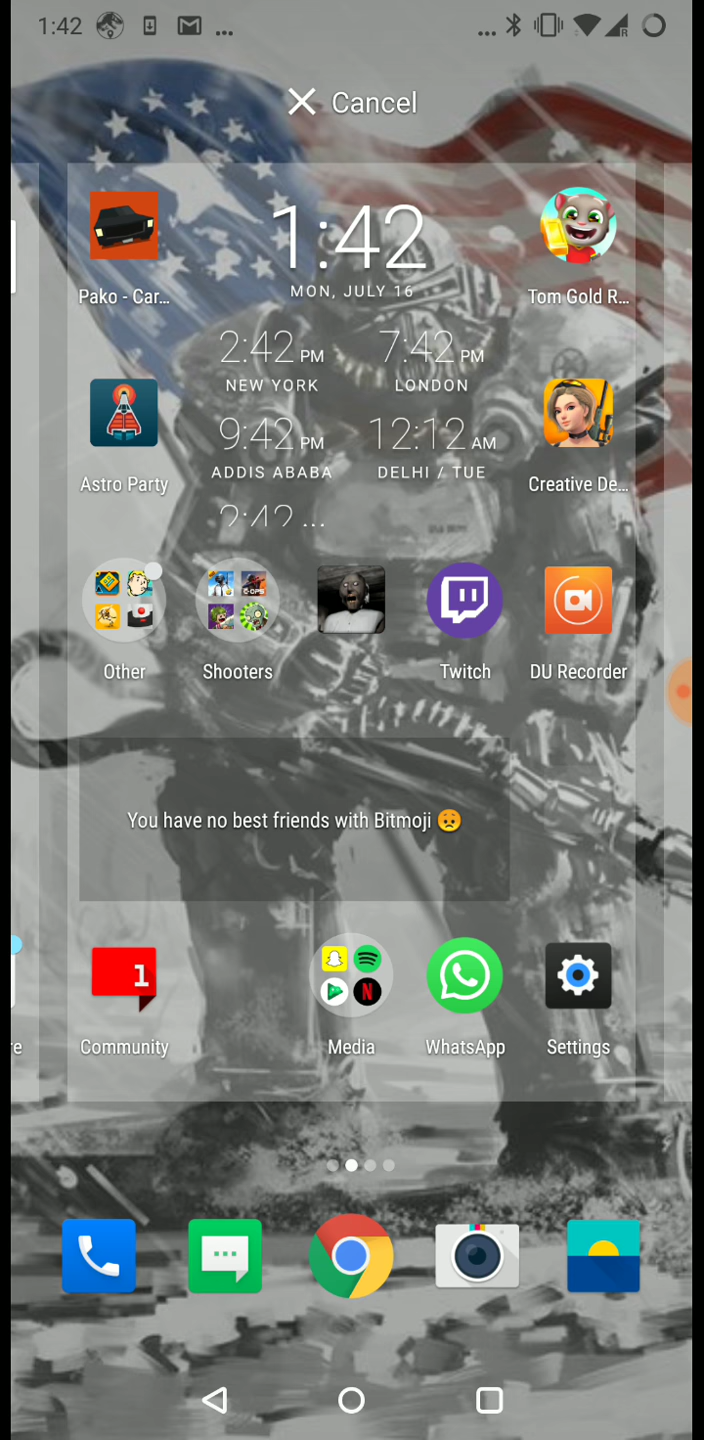 1:42
...
... R
Cancel
1:42
MON, JULY 16
Pako - Car...
Tom Gold R...
2:42 PM
7:42 PM
NEW YORK
LONDON
9:42 PM
12:12 AM
ADDIS ABABA
DELHI / TUE
Astro Party
Creative De...
2:42 ...
C-OPS
Other
Shooters
Twitch
DU Recorder
You have no best friends with Bitmoji 😟
1
N
re
Community
Media
WhatsApp
Settings